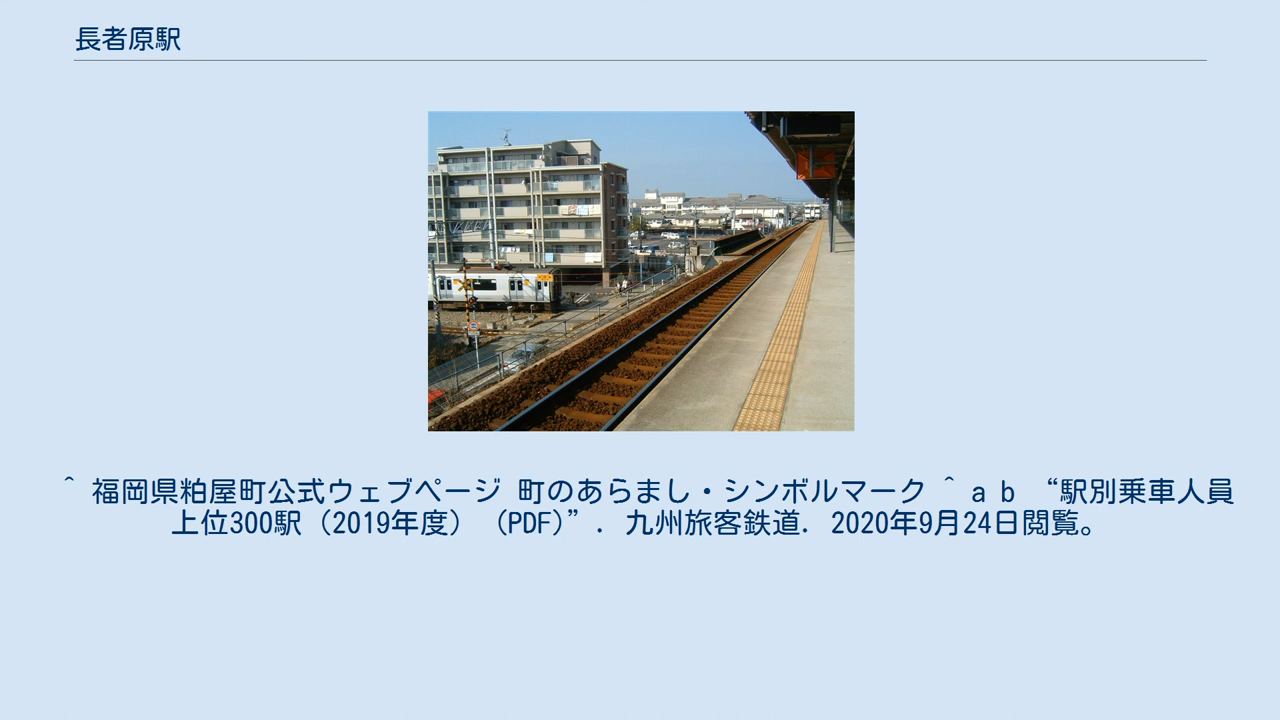 長者原駅
^ 福岡県粕屋町公式ウェブページ 町のあらまし・シンボルマーク ^ a b “駅別乗車人員
上位300駅（2019年度） (PDF)”. 九州旅客鉄道. 2020年9月24日閲覧。